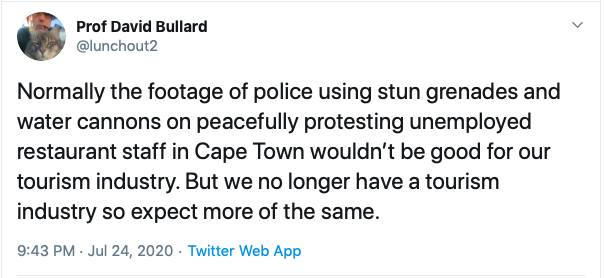 Prof David Bullard
@lunchout2
Normally the footage of police using stun grenades and
water cannons on peacefully protesting unemployed
restaurant staff in Cape Town wouldn't be good for our
tourism industry. But we no longer have a tourism
industry so expect more of the same.
9:43 PM · Jul 24, 2020 · Twitter Web App